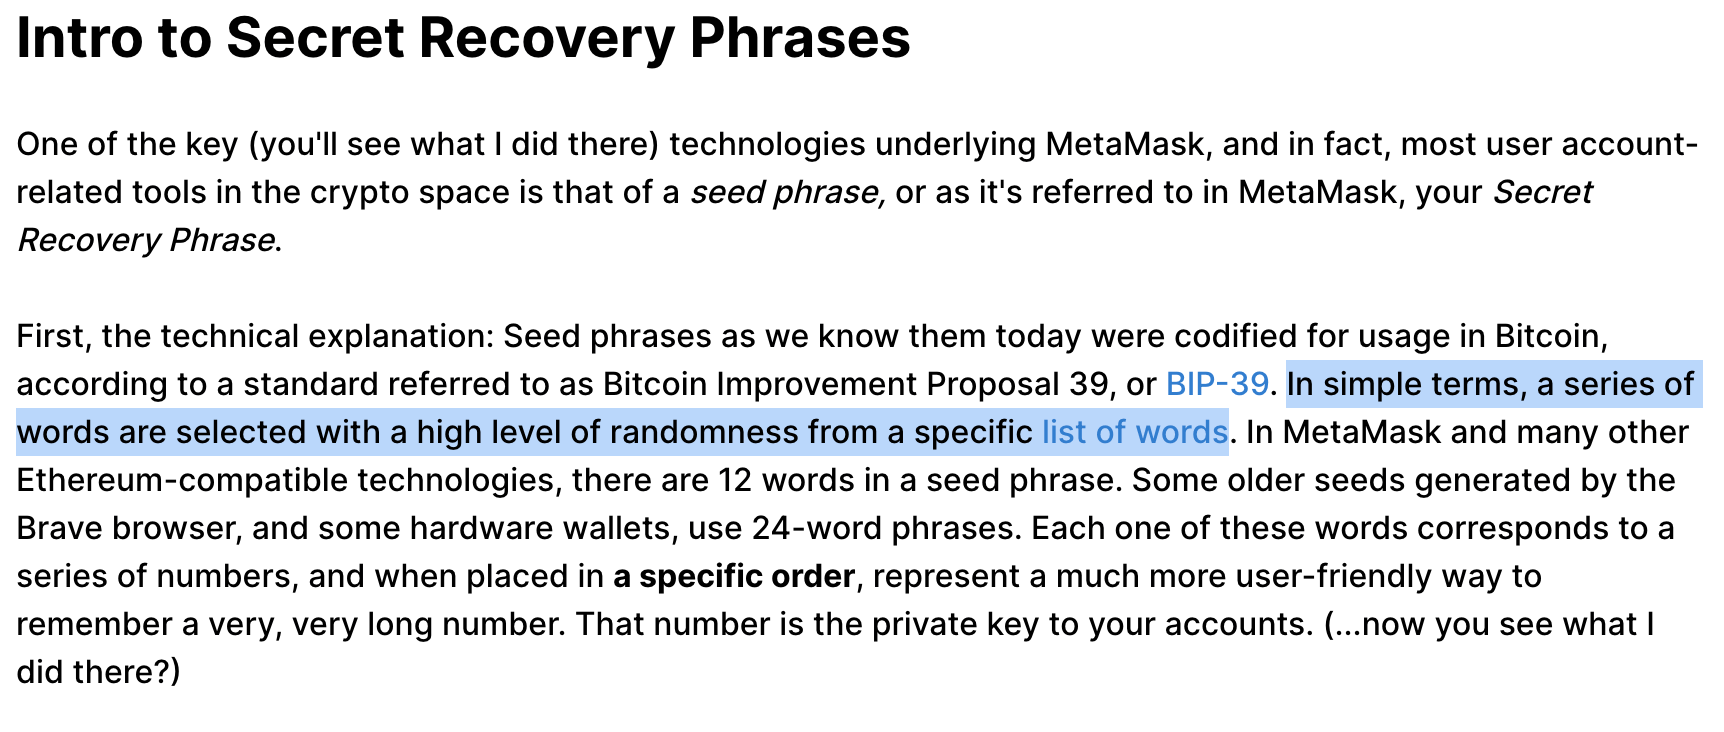 Intro to Secret Recovery Phrases
One of the key (you'll see what I did there) technologies underlying MetaMask, and in fact, most user account-
related tools in the crypto space is that of a seed phrase, or as it's referred to in MetaMask, your Secret
Recovery Phrase.
First, the technical explanation: Seed phrases as we know them today were codified for usage in Bitcoin,
according to a standard referred to as Bitcoin Improvement Proposal 39, or BIP-39. In simple terms, a series of
words are selected with a high level of randomness from a specific list of words. In MetaMask and many other
Ethereum-compatible technologies, there are 12 words in a seed phrase. Some older seeds generated by the
Brave browser, and some hardware wallets, use 24-word phrases. Each one of these words corresponds to a
series of numbers, and when placed in a specific order, represent a much more user-friendly way to
remember a very, very long number. That number is the private key to your accounts. (...now you see what I
did there?)